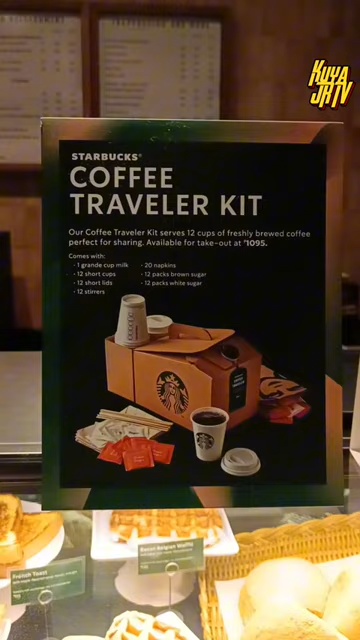 KUYA
JRTV
STARBUCKS®
COFFEE
TRAVELER KIT
Our Coffee Traveler Kit serves 12 cups of freshly brewed coffee
perfect for sharing. Available for take-out at ₱1095.
Comes with:
· 1 grande cup milk
· 12 short cups
· 12 short lids
· 12 stirrers
· 20 napkins
· 12 packs brown sugar
· 12 packs white sugar
French Toast
Bacon Belgian Waffle